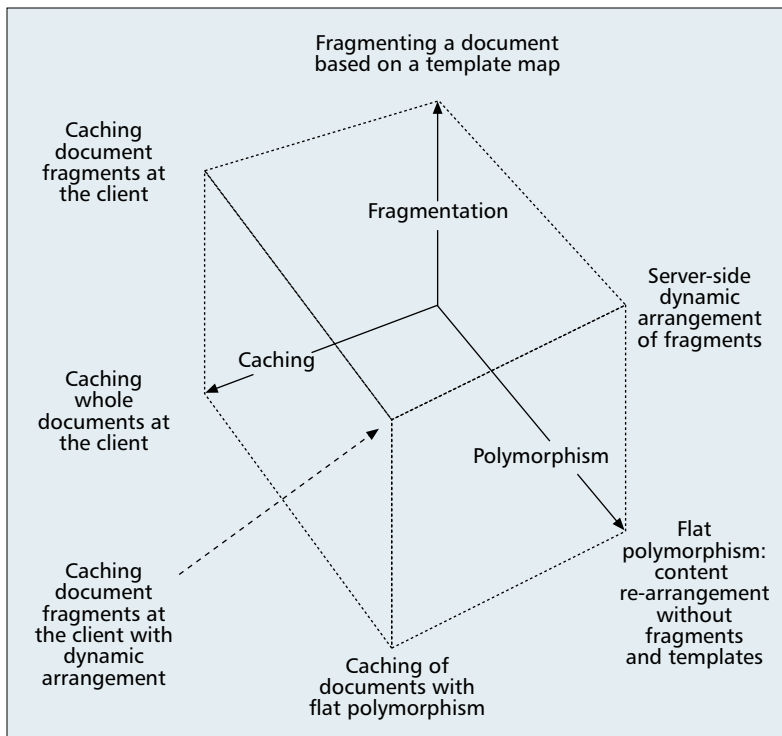 Fragmenting a document
based on a template map
Caching
document
fragments at
the client
Fragmentation
Server-side
dynamic
arrangement
of fragments
Caching
Caching
whole
documents at
the client
Polymorphism
Flat
polymorphism:
content
re-arrangement
without
fragments
and templates
Caching
document
fragments at
the client with
dynamic
arrangement
Caching of
documents with
flat polymorphism